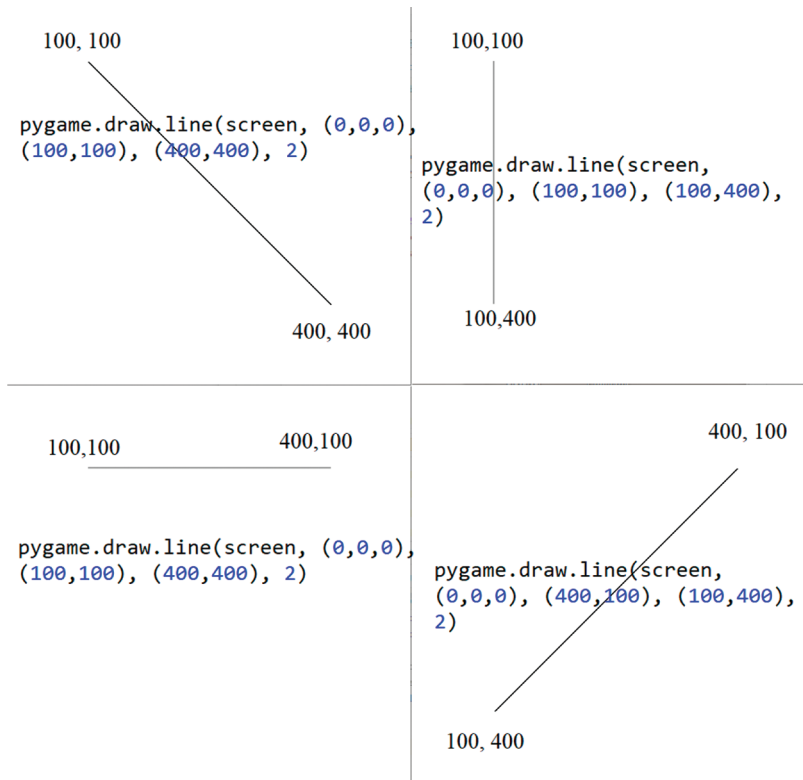 100, 100
pygame.draw.line(screen, (0,0,0),
(100,100), (400,400), 2)
400, 400
100,100
pygame.draw.line(screen,
(0,0,0), (100,100), (100,400),
2)
100,400
100,100
400,100
pygame.draw.line(screen, (0,0,0),
(100,100), (400,400), 2)
400, 100
pygame.draw.line(screen,
(0,0,0), (400,100), (100,400),
2)
100, 400